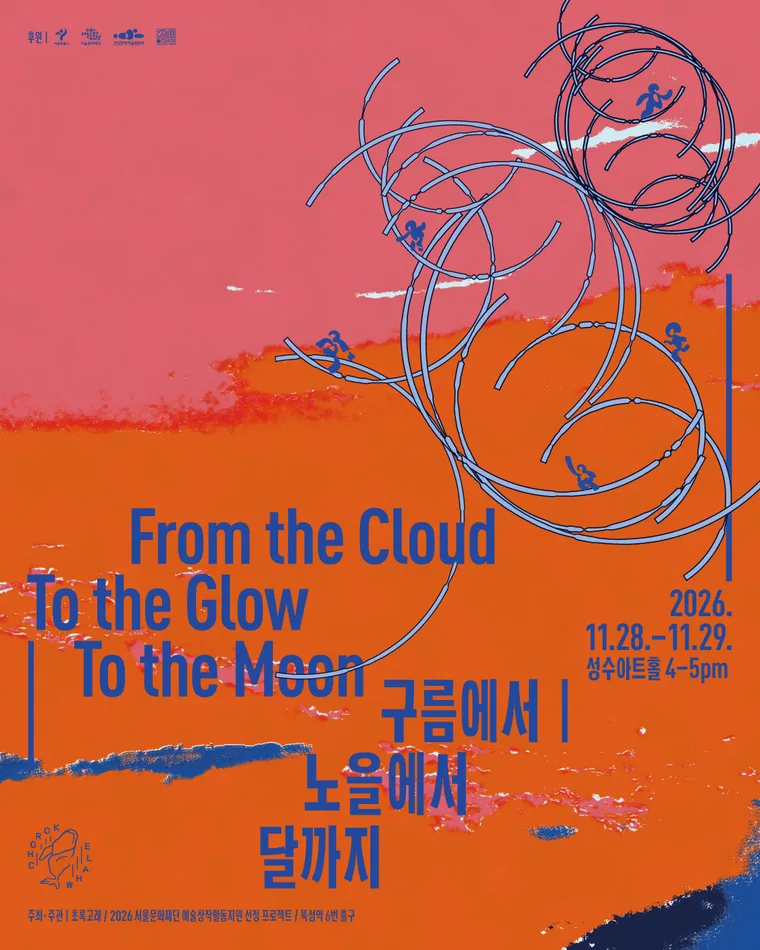 후원 |
From the Cloud
To the Glow
To the Moon
2026.
11.28.–11.29.
성수아트홀 4–5pm
구름에서 |
노을에서
달까지
CHOROK
WHALE
주최·주관 | 초록고래 / 2026 서울문화재단 예술창작활동지원 선정 프로젝트 / 뚝섬역 6번 출구